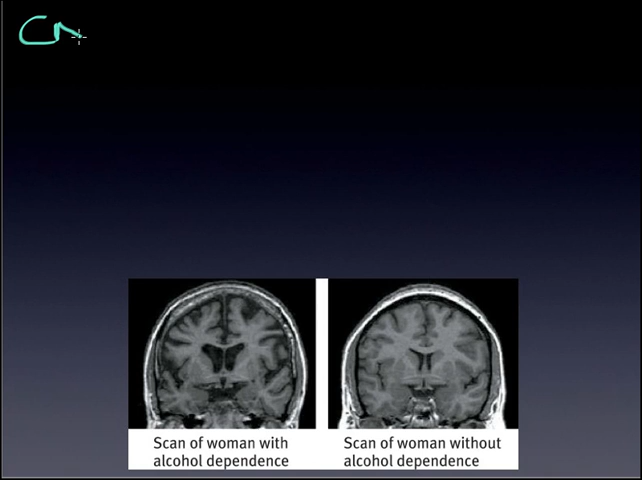 Scan of woman with
alcohol dependence
Scan of woman without
alcohol dependence